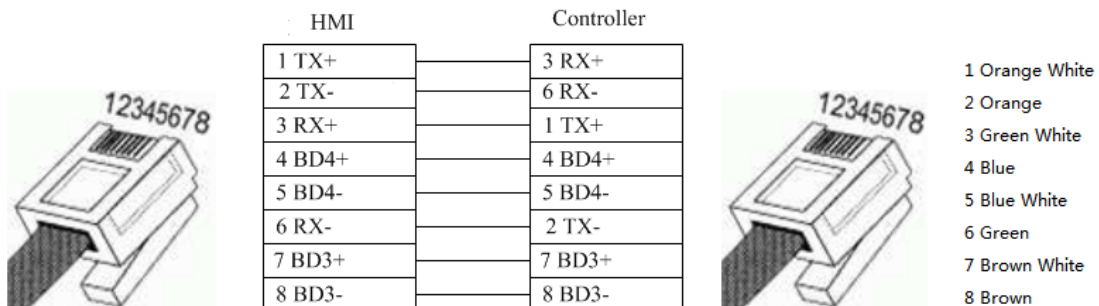 HMI
Controller
1 TX+
3 RX+
2 TX-
6 RX-
3 RX+
1 TX+
4 BD4+
4 BD4+
5 BD4-
5 BD4-
6 RX-
2 TX-
7 BD3+
7 BD3+
8 BD3-
8 BD3-
12345678
12345678
1 Orange White
2 Orange
3 Green White
4 Blue
5 Blue White
6 Green
7 Brown White
8 Brown